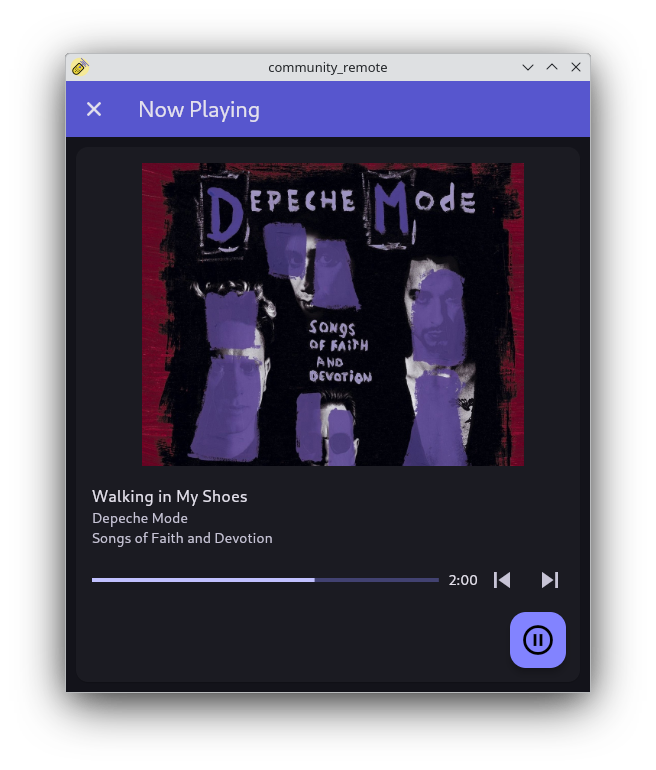 community_remote
Now Playing
DEPECHE MODE
SONGS
OF FAITH
AND
DEVOTION
Walking in My Shoes
Depeche Mode
Songs of Faith and Devotion
2:00